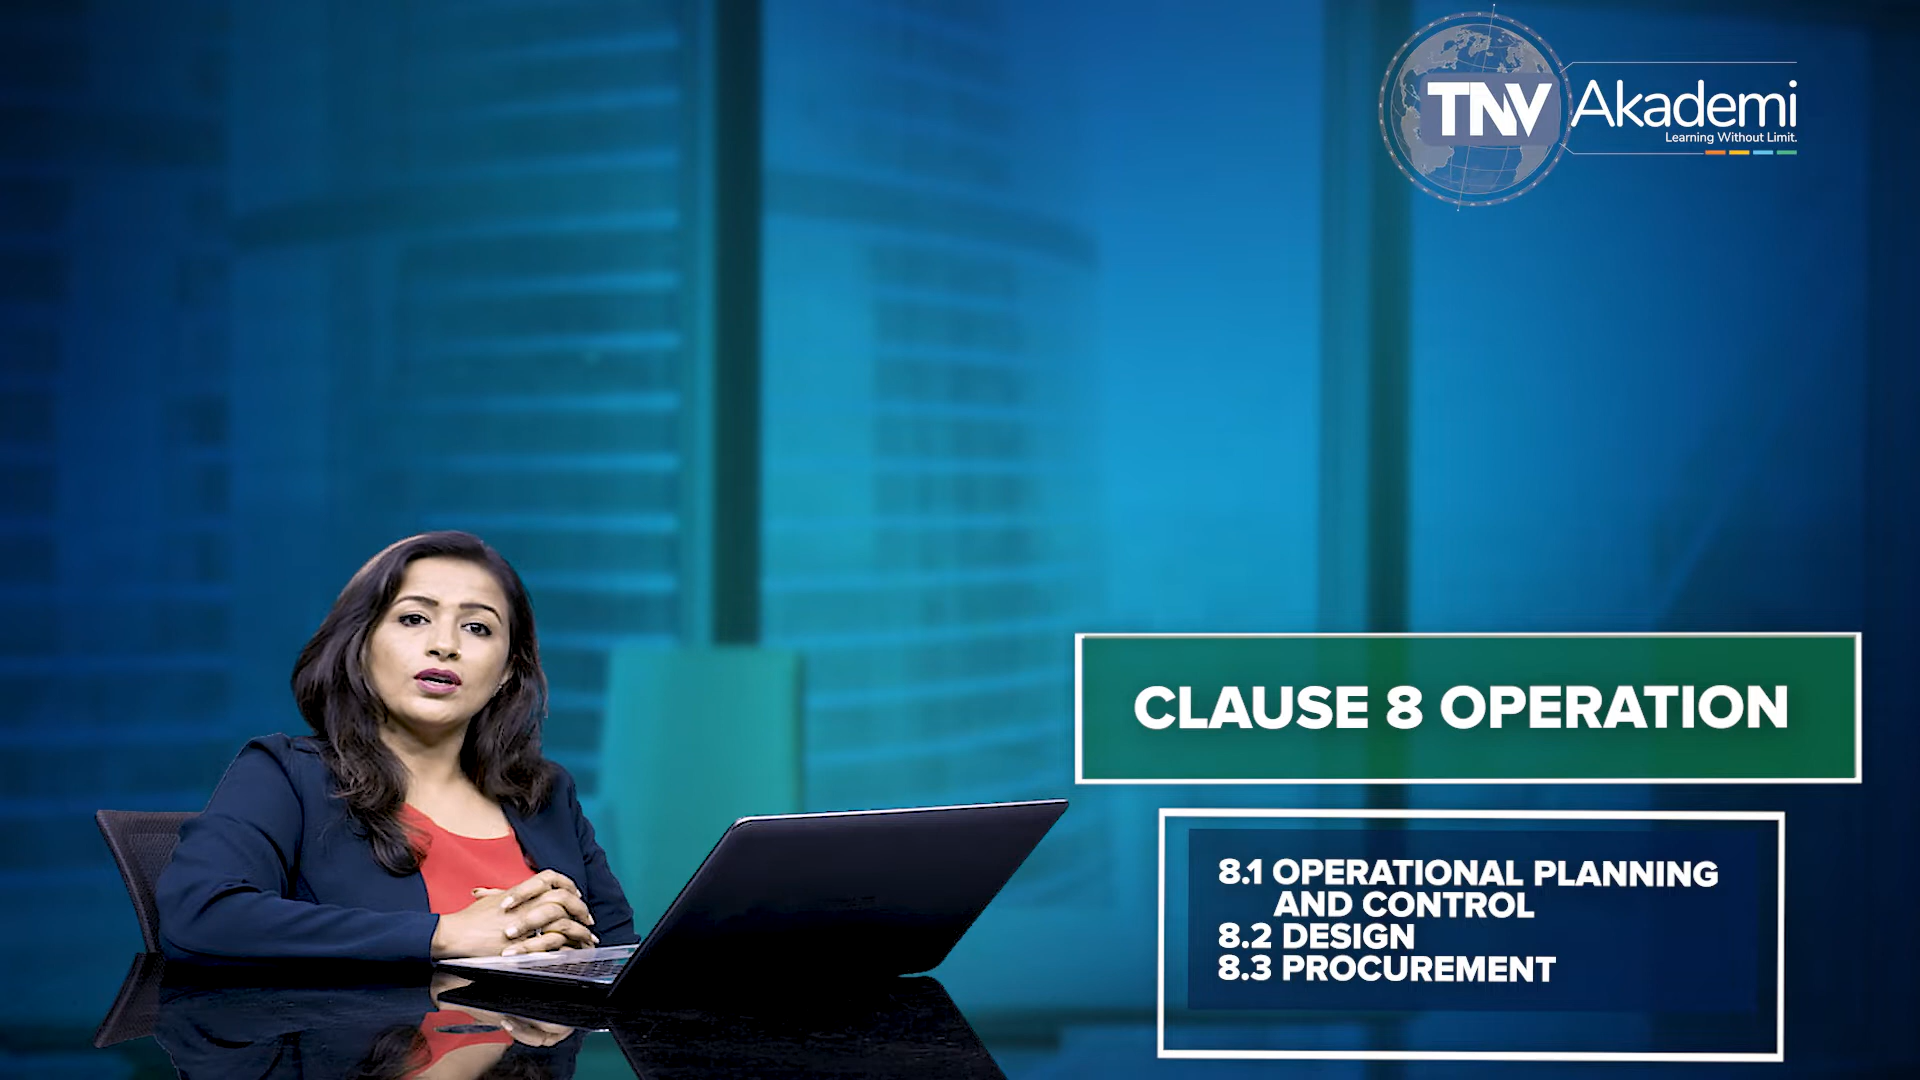 TNV Akademi
Learning Without Limit.
CLAUSE 8 OPERATION
8.1 OPERATIONAL PLANNING
AND CONTROL
8.2 DESIGN
8.3 PROCUREMENT